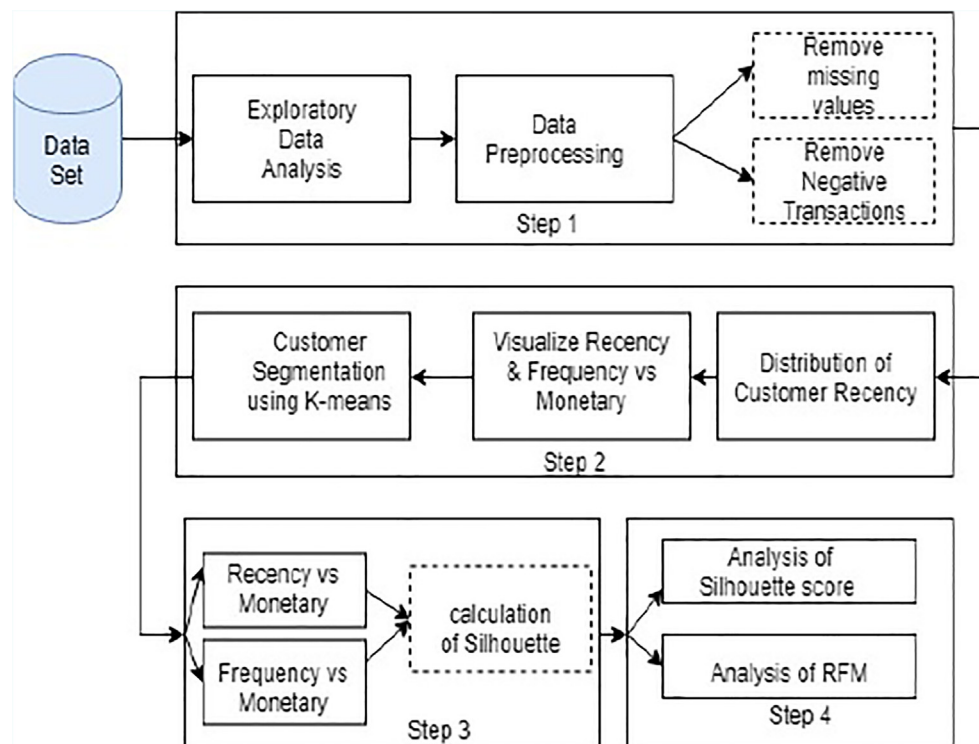 Data
Set
Exploratory
Data
Analysis
Data
Preprocessing
Remove
missing
values
Remove
Negative
Transactions
Step 1
Customer
Segmentation
using K-means
Visualize Recency
& Frequency vs
Monetary
Distribution of
Customer Recency
Step 2
Recency vs
Monetary
Frequency vs
Monetary
calculation
of Silhouette
Step 3
Analysis of
Silhouette score
Analysis of RFM
Step 4